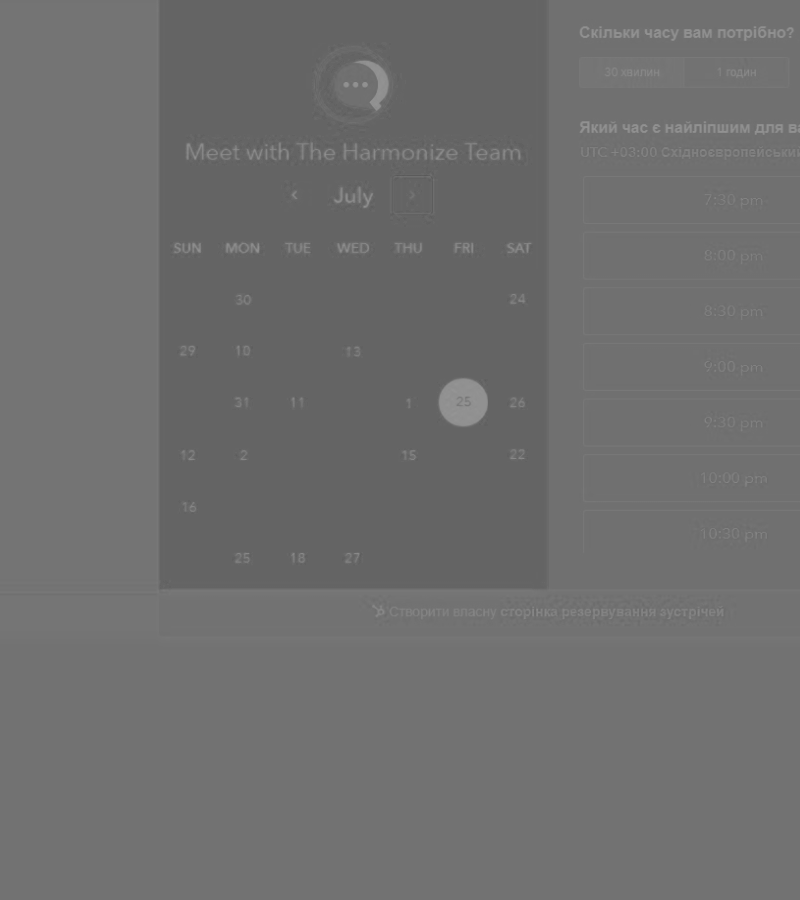 Meet with The Harmonize Team
‹ July ›
SUN MON TUE WED THU FRI SAT
30 24
29 10 13
31 11 1 25 26
12 2 15 22
16
25 18 27
Скільки часу вам потрібно?
30 хвилин 1 годин
Який час є найліпшим для
UTC +03:00
7:30 pm
8:00 pm
8:30 pm
9:00 pm
9:30 pm
10:00 pm
10:30 pm
Створити власну сторінка резервування зустрічей